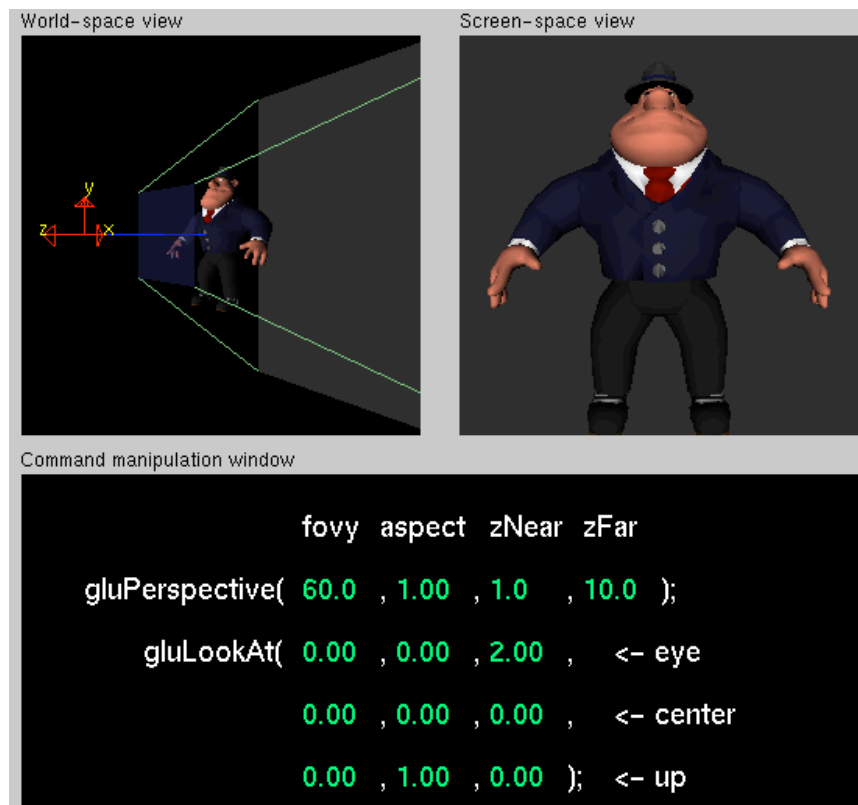 World-space view
Screen-space view
y
z
x
Command manipulation window
fovy aspect zNear zFar
gluPerspective( 60.0 , 1.00 , 1.0 , 10.0 );
gluLookAt( 0.00 , 0.00 , 2.00 , <- eye
0.00 , 0.00 , 0.00 , <- center
0.00 , 1.00 , 0.00 ); <- up